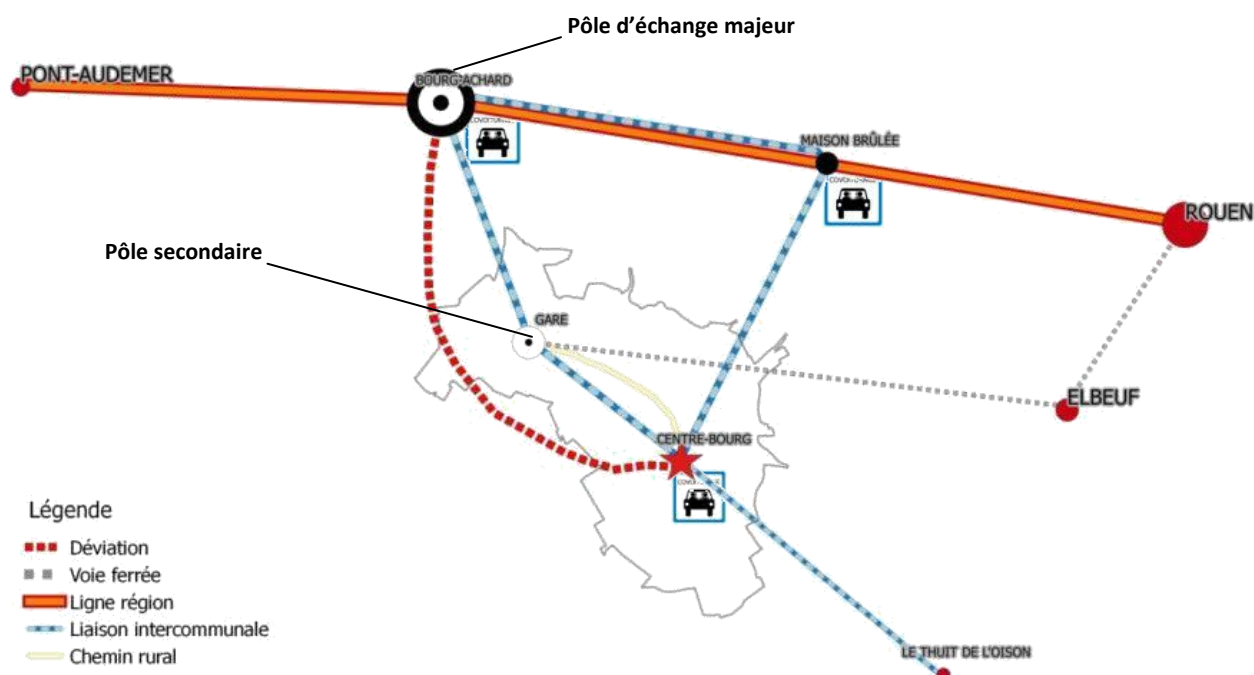 Pôle d'échange majeur
PONT-AUDEMER
BOURG-ACHARD
MAISON BRÛLÉE
ROUEN
Pôle secondaire
GARE
ELBEUF
CENTRE-BOURG
Légende
Déviation
Voie ferrée
Ligne région
Liaison intercommunale
Chemin rural
LE THUIT DE L'OISON